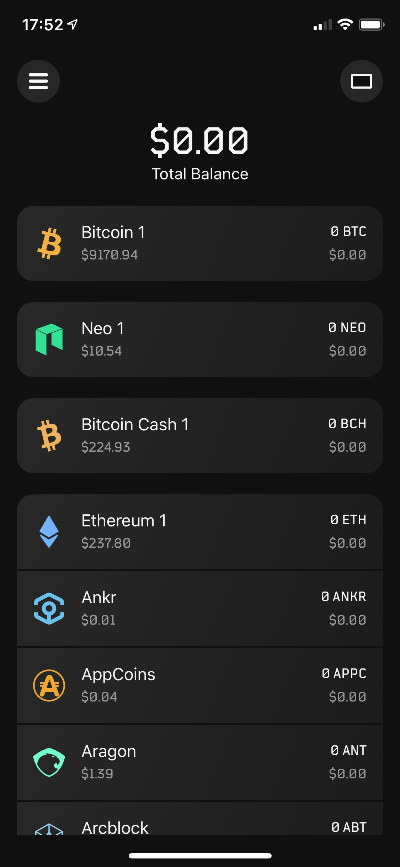 17:52
$0.00
Total Balance
Bitcoin 1
0 BTC
$9170.94
$0.00
Neo 1
0 NEO
$10.54
$0.00
Bitcoin Cash 1
0 BCH
$224.93
$0.00
Ethereum 1
0 ETH
$237.80
$0.00
Ankr
0 ANKR
$0.01
$0.00
AppCoins
0 APPC
$0.04
$0.00
Aragon
0 ANT
$1.39
$0.00
Arcblock
0 ABT